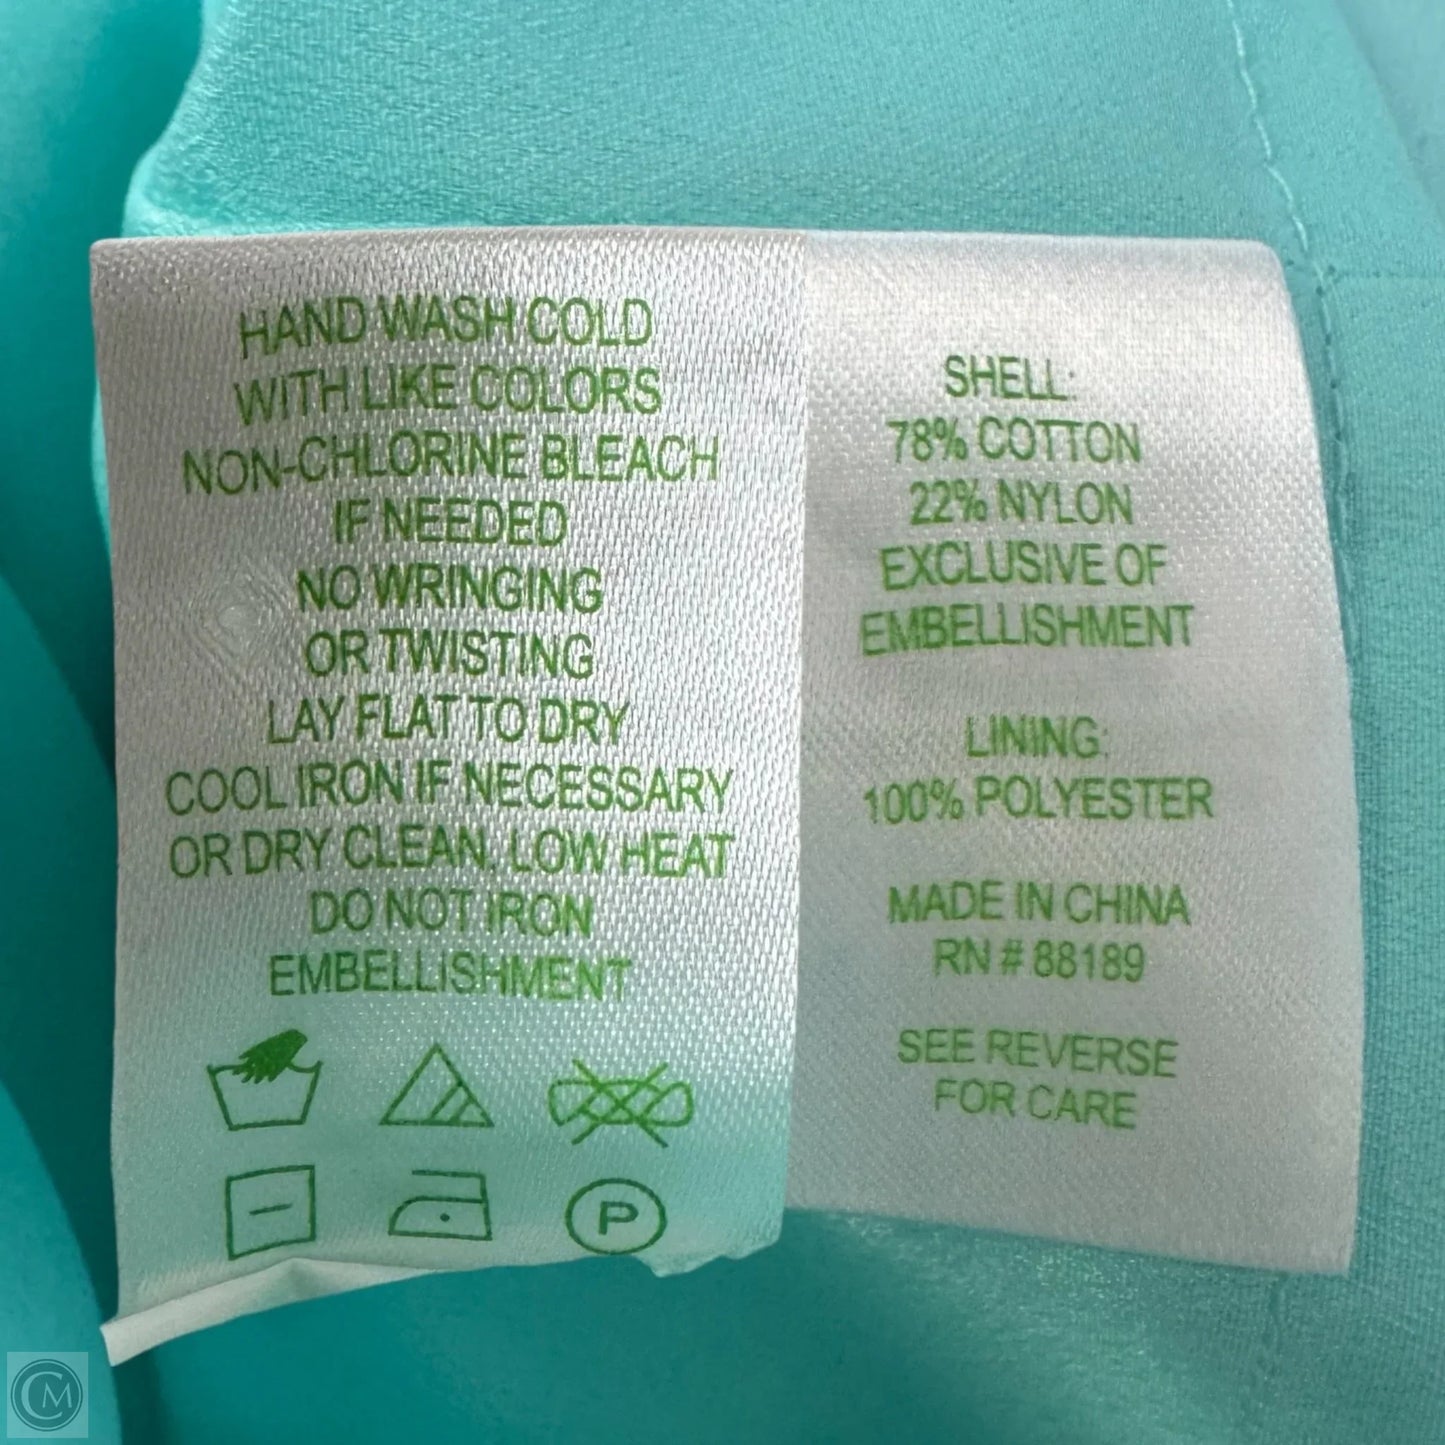 HAND WASH COLD
WITH LIKE COLORS
NON-CHLORINE BLEACH
IF NEEDED
NO WRINGING
OR TWISTING
LAY FLAT TO DRY
COOL IRON IF NECESSARY
OR DRY CLEAN, LOW HEAT
DO NOT IRON
EMBELLISHMENT
P
SHELL:
78% COTTON
22% NYLON
EXCLUSIVE OF
EMBELLISHMENT
LINING:
100% POLYESTER
MADE IN CHINA
RN # 88189
SEE REVERSE
FOR CARE
CM